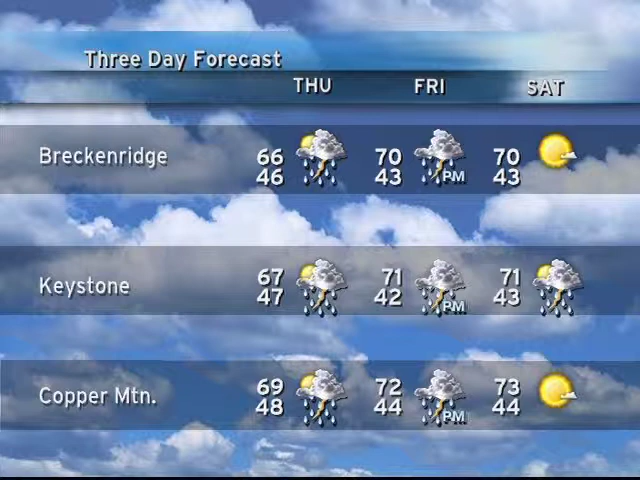 Three Day Forecast
THU FRI SAT
Breckenridge 66 46 70 43 PM 70 43
Keystone 67 47 71 42 PM 71 43
Copper Mtn. 69 48 72 44 PM 73 44